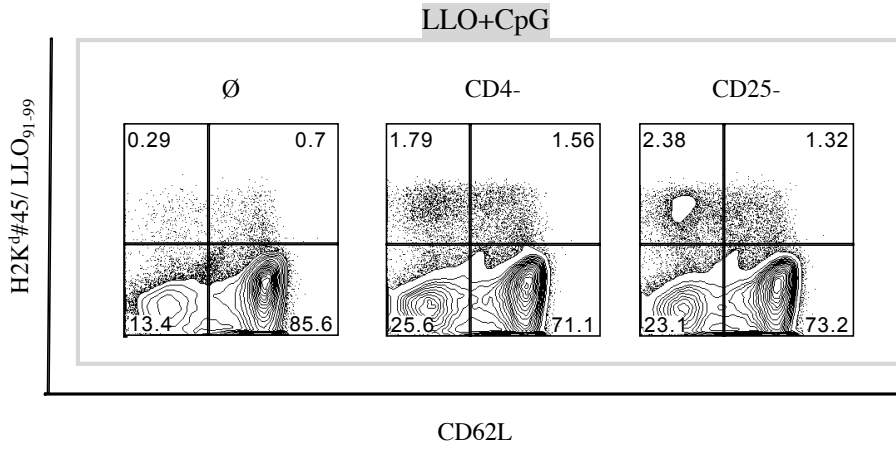 LLO+CpG
Ø CD4- CD25-
0.29 0.7 1.79 1.56 2.38 1.32
H2Kᵈ#45/ LLO₉₁₋₉₉
13.4 85.6 25.6 71.1 23.1 73.2
CD62L